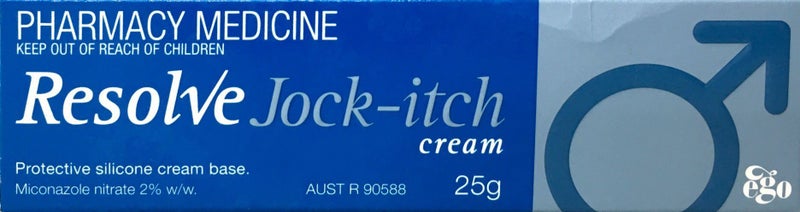 PHARMACY MEDICINE
KEEP OUT OF REACH OF CHILDREN
Resolve Jock-itch
cream
Protective silicone cream base.
Miconazole nitrate 2% w/w. AUST R 90588 25g
ego